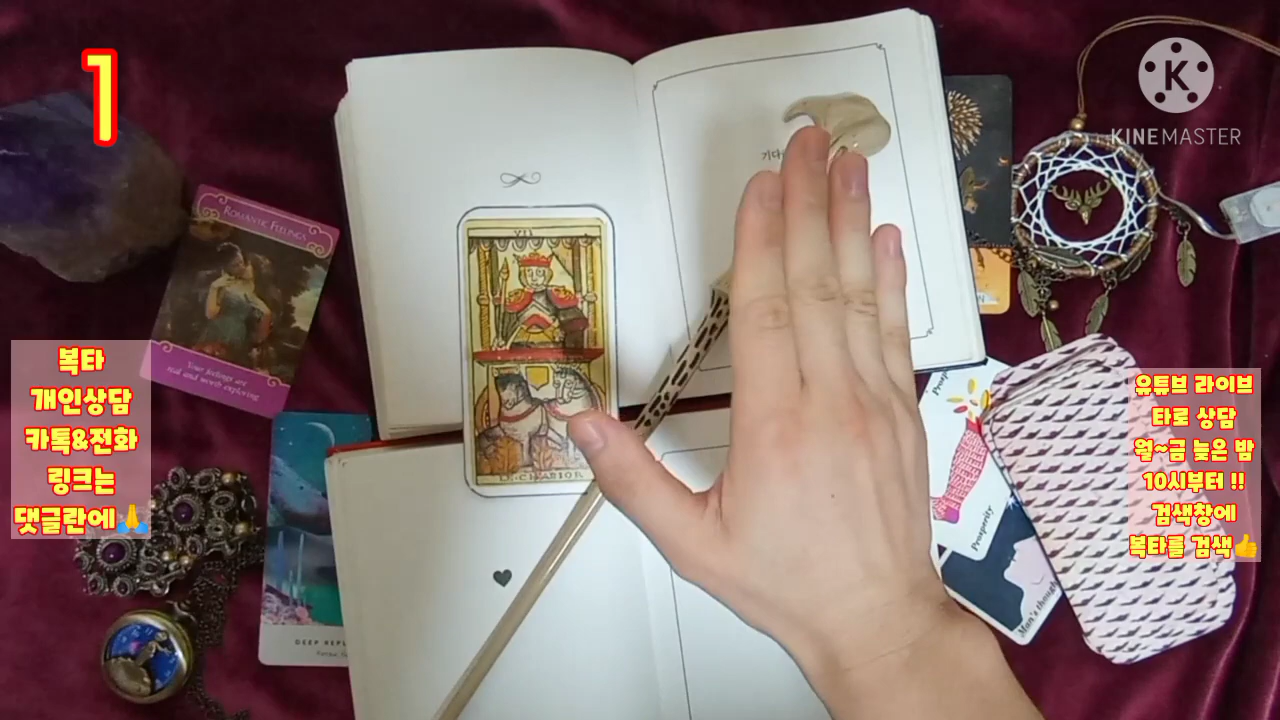 1
KINEMASTER
ROMANTIC FEELINGS
Your feelings are
real and worth exploring
VII
기다
LE·CHARIOT
복타
개인상담
카톡&전화
링크는
댓글란에🙏
유튜브 라이브
타로 상담
월~금 늦은 밤
10시부터 !!
검색창에
복타를 검색👍
Prosperity
DEEP